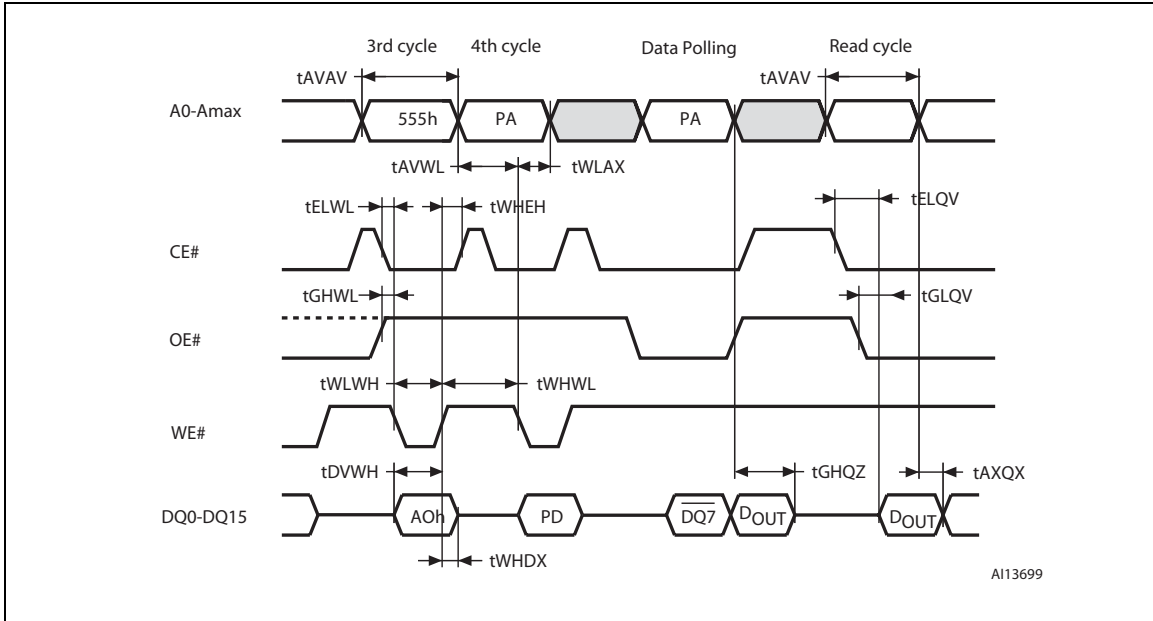 3rd cycle 4th cycle Data Polling Read cycle
tAVAV tAVAV
A0-Amax 555h PA PA
tAVWL tWLAX
tELWL tWHEH tELQV
CE#
tGHWL tGLQV
OE#
tWLWH tWHWL
WE#
tDVWH tGHQZ tAXQX
DQ0-DQ15 AOh PD DQ7 DOUT DOUT
tWHDX
AI13699